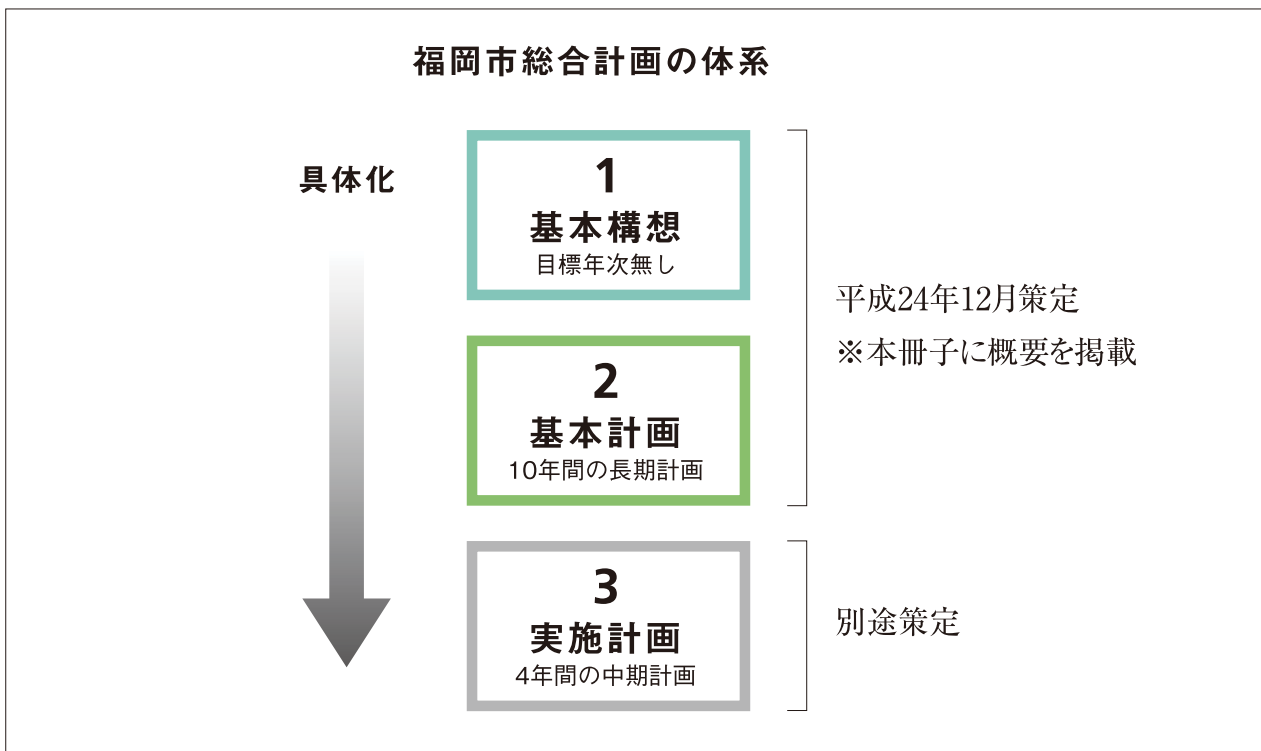 福岡市総合計画の体系
具体化
1
基本構想
目標年次無し
2
基本計画
10年間の長期計画
平成24年12月策定
※本冊子に概要を掲載
3
実施計画
4年間の中期計画
別途策定